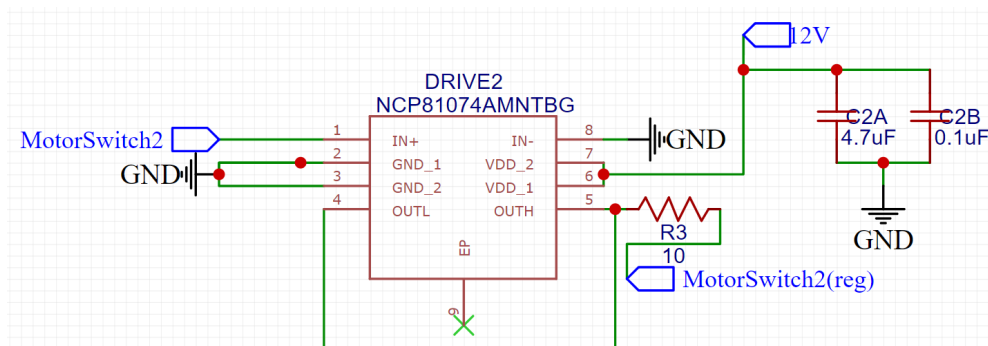 12V
DRIVE2
NCP81074AMNTBG
MotorSwitch2
1
IN+
IN-
8
GND
C2A
4.7uF
C2B
0.1uF
GND
2
GND_1
VDD_2
7
3
GND_2
VDD_1
6
4
OUTL
OUTH
5
R3
10
GND
EP
9
MotorSwitch2(reg)